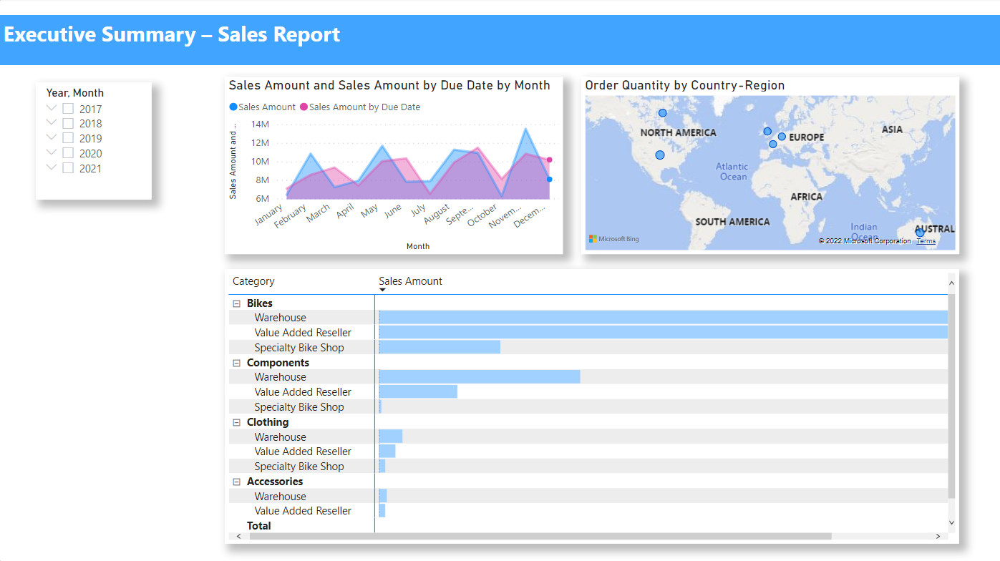 Executive Summary – Sales Report
Year, Month
2017
2018
2019
2020
2021
Sales Amount and Sales Amount by Due Date by Month
Sales Amount
Sales Amount by Due Date
Sales Amount and ...
14M
12M
10M
8M
6M
January
February
March
April
May
June
July
August
Septe...
October
Novem...
Decem...
Month
Order Quantity by Country-Region
NORTH AMERICA
EUROPE
ASIA
Atlantic
Ocean
AFRICA
SOUTH AMERICA
Indian
Ocean
AUSTRAL
Microsoft Bing
© 2022 Microsoft Corporation
Terms
Category
Sales Amount
Bikes
Warehouse
Value Added Reseller
Specialty Bike Shop
Components
Warehouse
Value Added Reseller
Specialty Bike Shop
Clothing
Warehouse
Value Added Reseller
Specialty Bike Shop
Accessories
Warehouse
Value Added Reseller
Total